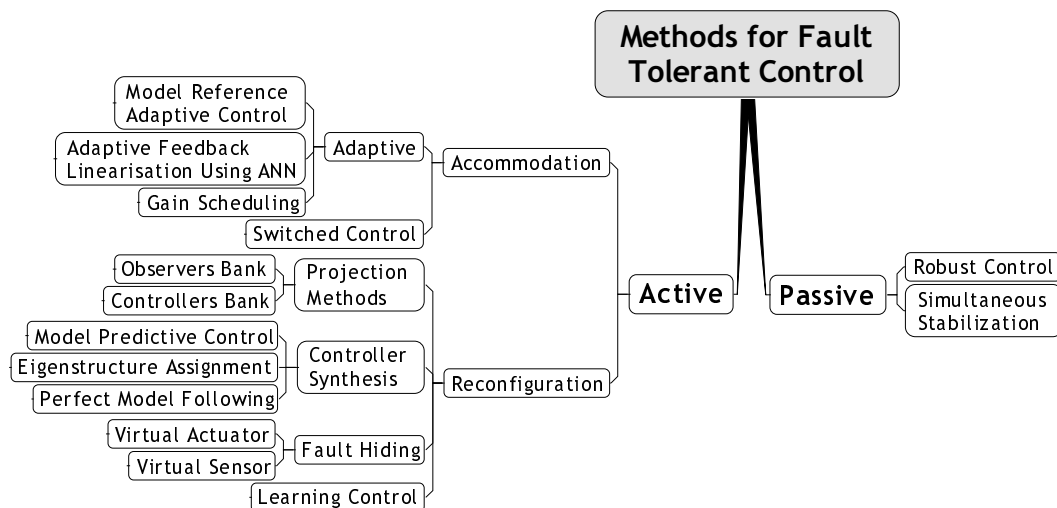 Methods for Fault
Tolerant Control
Model Reference
Adaptive Control
Adaptive Feedback
Linearisation Using ANN
Gain Scheduling
Adaptive
Switched Control
Accommodation
Observers Bank
Controllers Bank
Projection
Methods
Model Predictive Control
Eigenstructure Assignment
Perfect Model Following
Controller
Synthesis
Virtual Actuator
Virtual Sensor
Fault Hiding
Learning Control
Reconfiguration
Active
Passive
Robust Control
Simultaneous
Stabilization